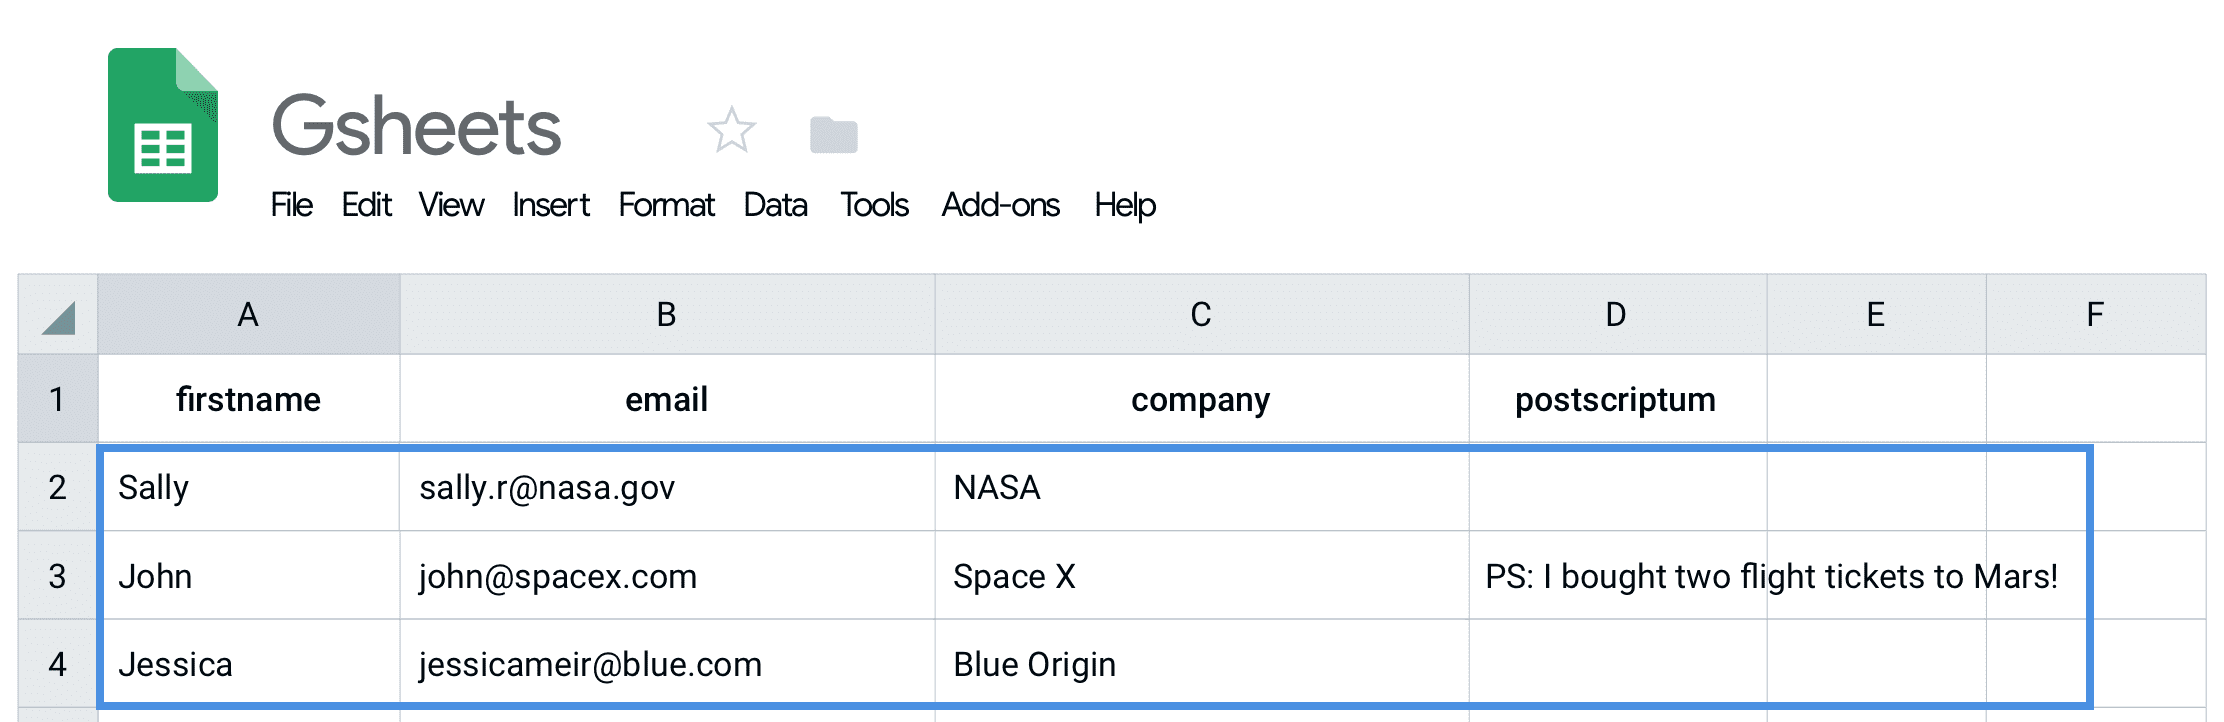 Gsheets
File Edit View Insert Format Data Tools Add-ons Help
A B C D E F
1 firstname email company postscriptum
2 Sally sally.r@nasa.gov NASA
3 John john@spacex.com Space X PS: I bought two flight tickets to Mars!
4 Jessica jessicameir@blue.com Blue Origin